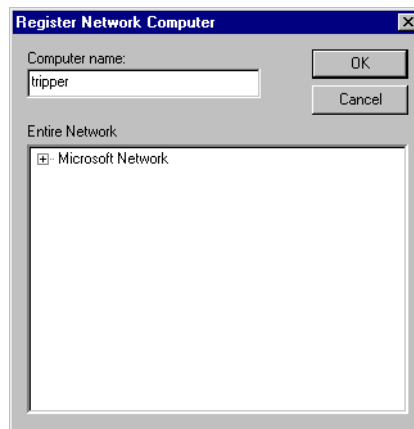 Register Network Computer
Computer name:
tripper
OK
Cancel
Entire Network
Microsoft Network